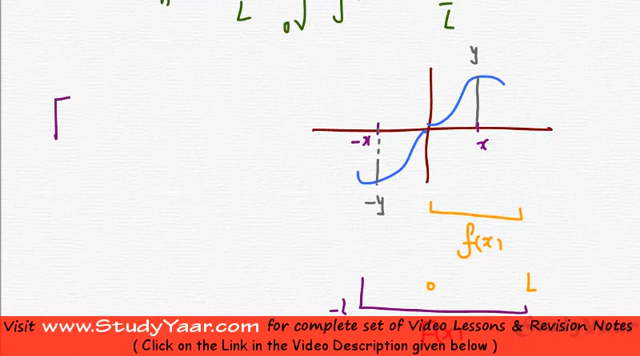 L 0 L
y
-x x
-y
f(x)
0 L
-l
Visit www.StudyYaar.com for complete set of Video Lessons & Revision Notes
( Click on the Link in the Video Description given below )